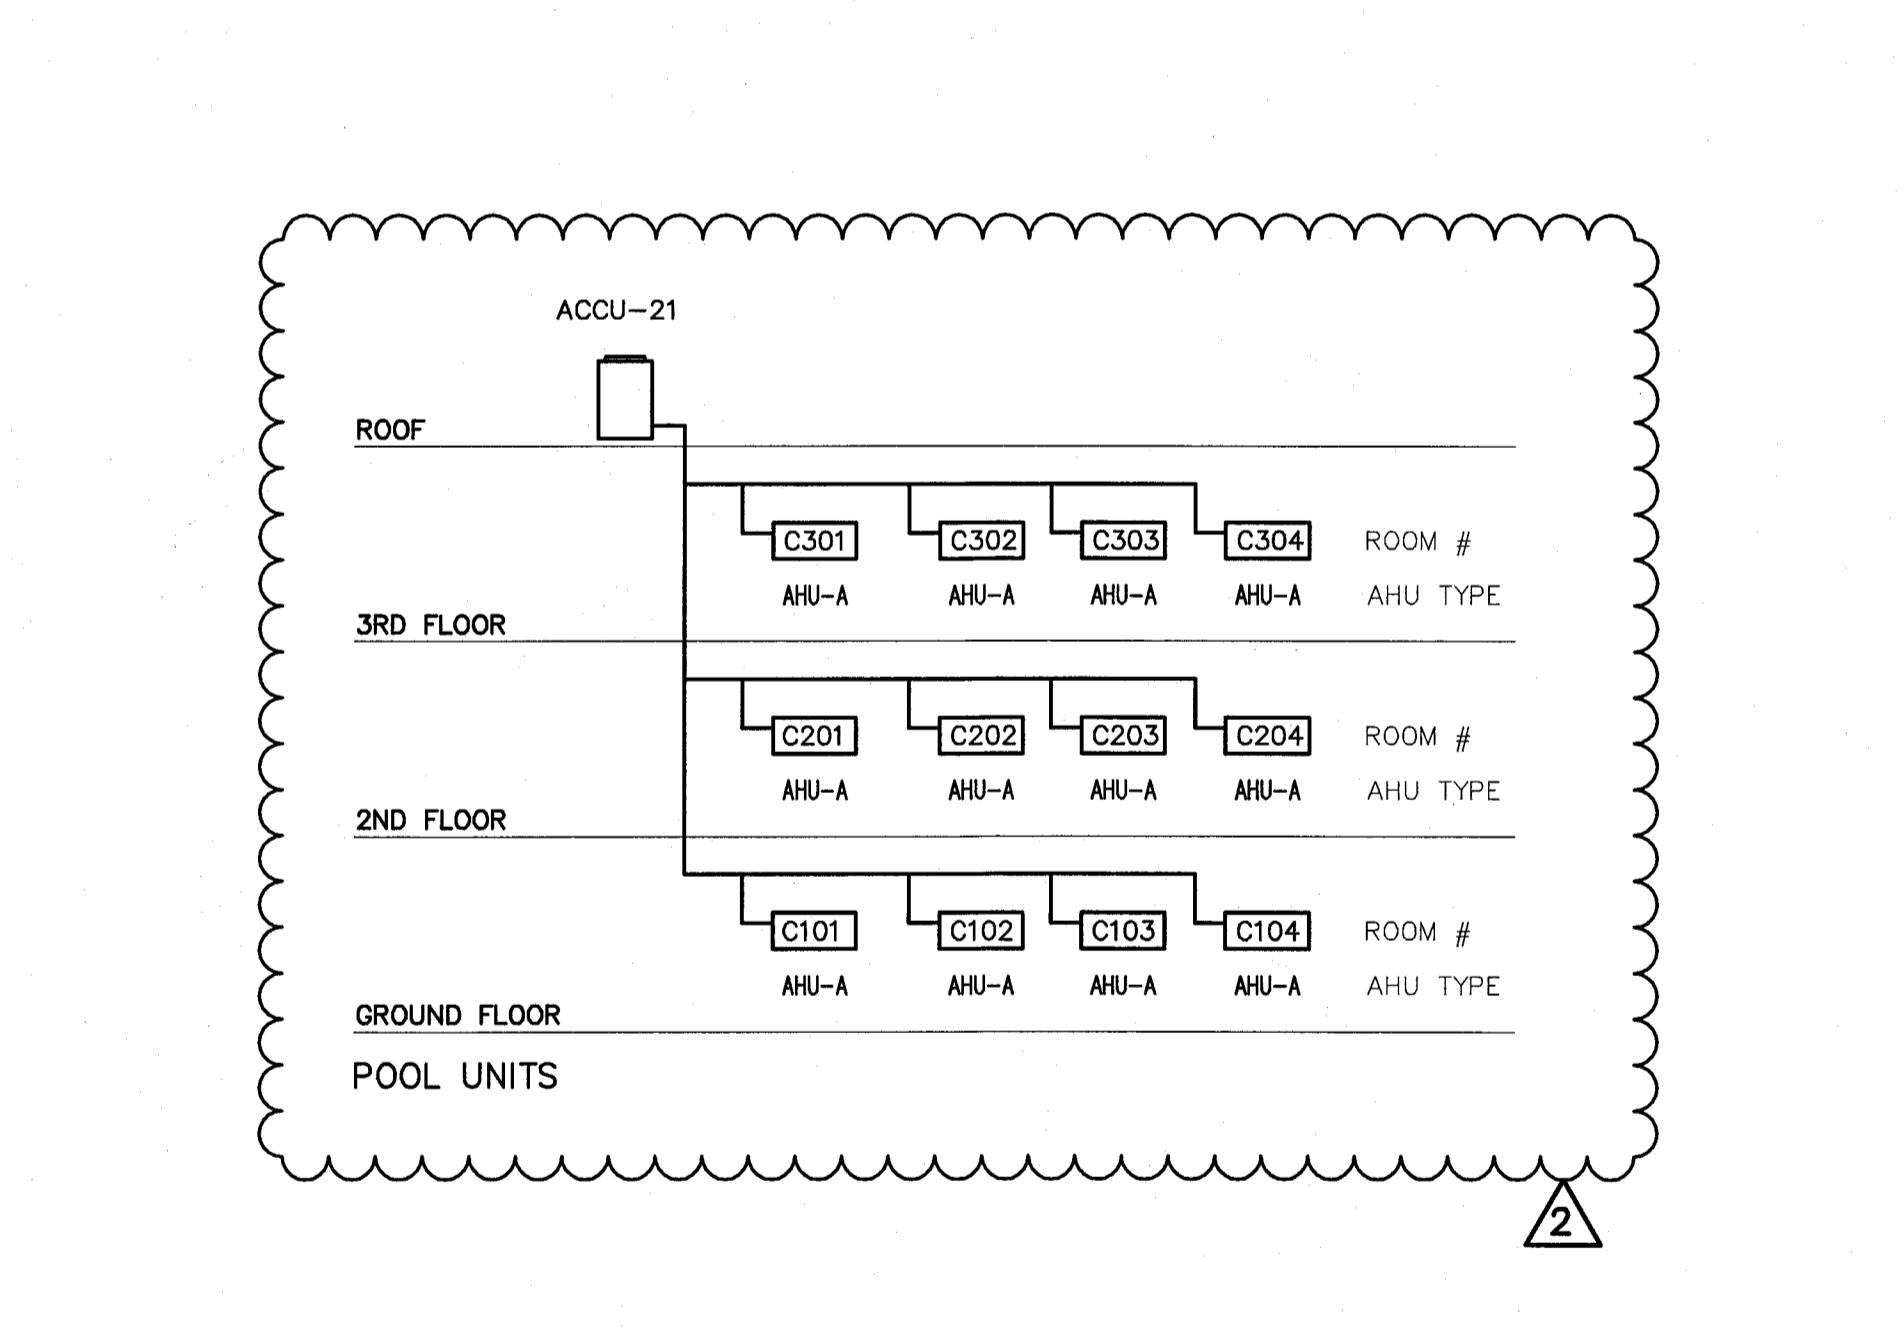 ACCU-21
ROOF
C301 C302 C303 C304 ROOM #
AHU-A AHU-A AHU-A AHU-A AHU TYPE
3RD FLOOR
C201 C202 C203 C204 ROOM #
AHU-A AHU-A AHU-A AHU-A AHU TYPE
2ND FLOOR
C101 C102 C103 C104 ROOM #
AHU-A AHU-A AHU-A AHU-A AHU TYPE
GROUND FLOOR
POOL UNITS
2